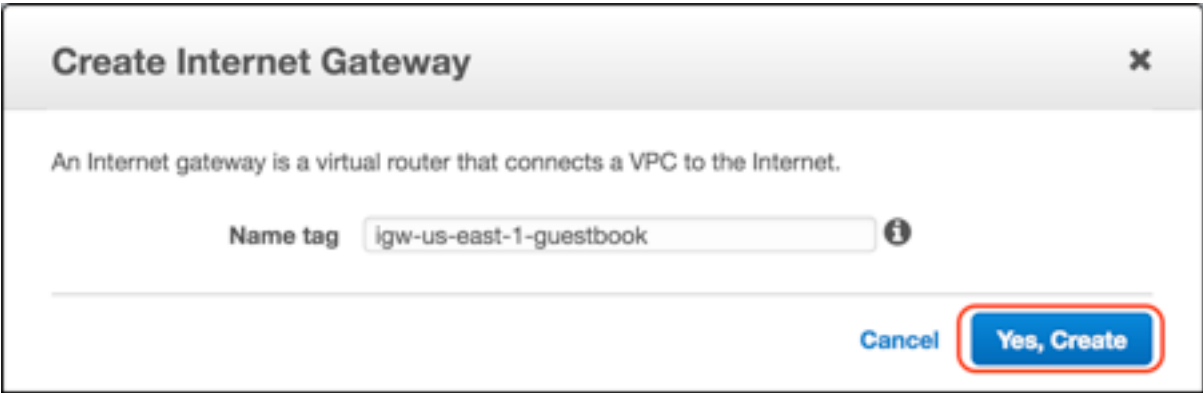 Create Internet Gateway
An Internet gateway is a virtual router that connects a VPC to the Internet.
Name tag igw-us-east-1-guestbook
Cancel Yes, Create